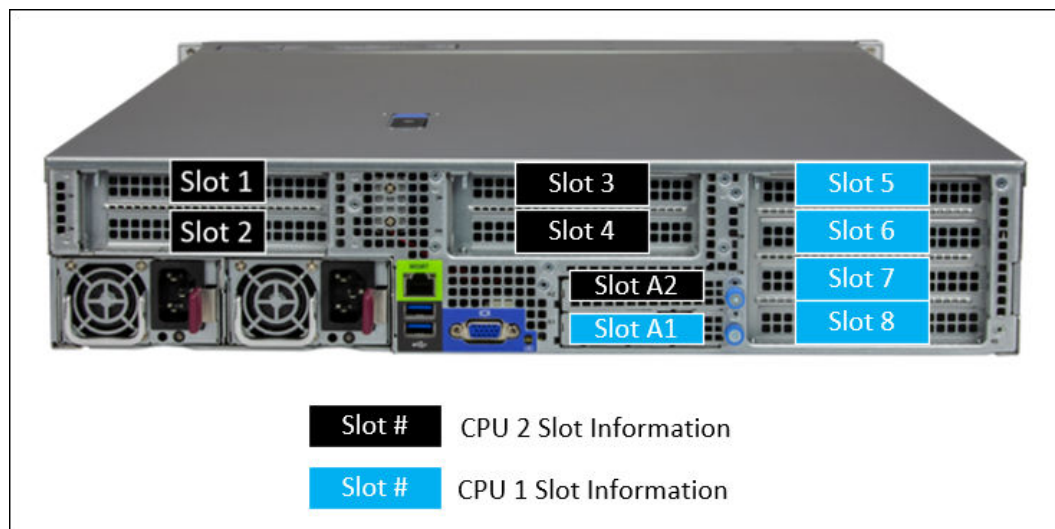 Slot 1
Slot 3
Slot 5
Slot 2
Slot 4
Slot 6
MGMT
Slot A2
Slot 7
Slot A1
Slot 8
Slot #
CPU 2 Slot Information
Slot #
CPU 1 Slot Information